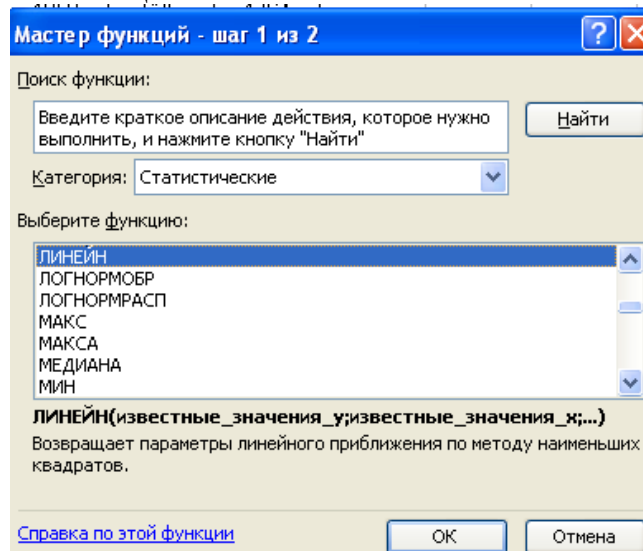 Мастер функций - шаг 1 из 2
Поиск функции:
Введите краткое описание действия, которое нужно
выполнить, и нажмите кнопку "Найти"
Найти
Категория: Статистические
Выберите функцию:
ЛИНЕЙН
ЛОГНОРМОБР
ЛОГНОРМРАСП
МАКС
МАКСА
МЕДИАНА
МИН
ЛИНЕЙН(известные_значения_y;известные_значения_x;...)
Возвращает параметры линейного приближения по методу наименьших
квадратов.
Справка по этой функции
ОК
Отмена